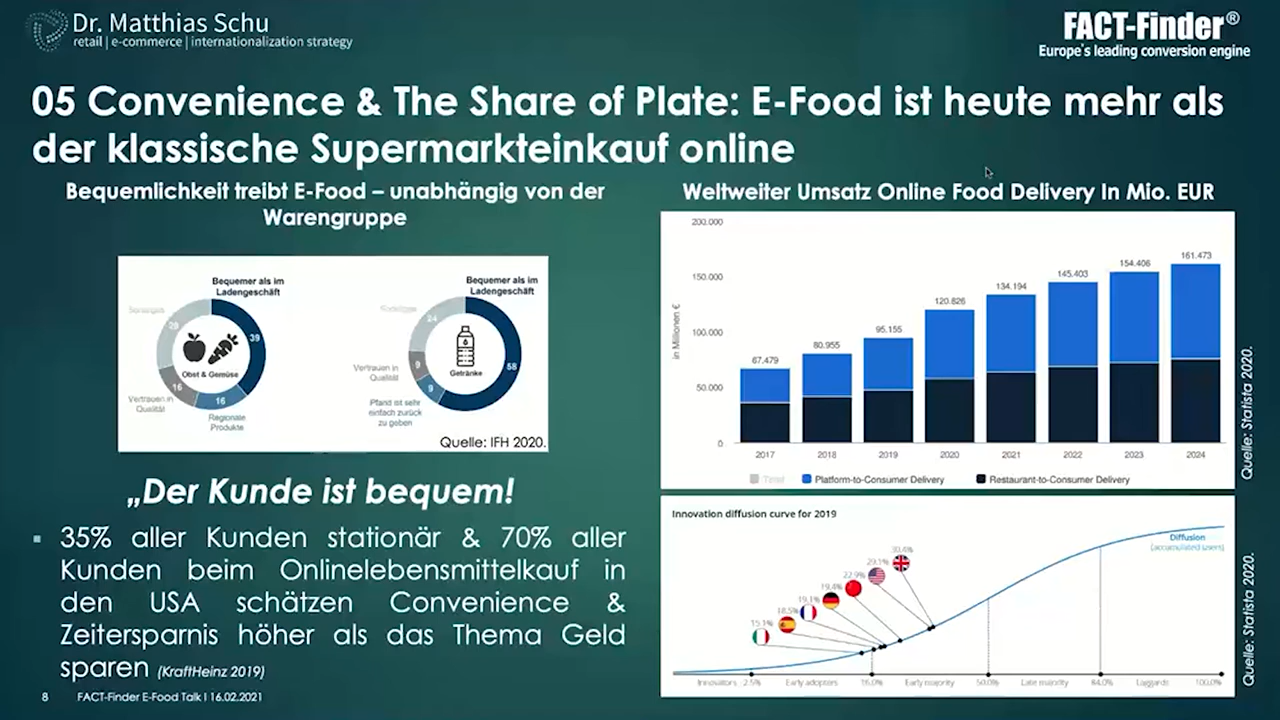 Dr. Matthias Schu
retail | e-commerce | internationalization strategy
FACT-Finder®
Europe's leading conversion engine
05 Convenience & The Share of Plate: E-Food ist heute mehr als
der klassische Supermarkteinkauf online
Bequemlichkeit treibt E-Food – unabhängig von der
Warengruppe
Bequemer als im
Ladengeschäft
Sonstiges
28
39
Obst & Gemüse
16
16
Vertrauen in
Qualität
Regionale
Produkte
Bequemer als im
Ladengeschäft
Sonstiges
24
58
Getränke
9
9
Vertrauen in
Qualität
Pfand ist sehr
einfach zurück
zu geben
Quelle: IFH 2020.
„Der Kunde ist bequem!
▪ 35% aller Kunden stationär & 70% aller
Kunden beim Onlinelebensmittelkauf in
den USA schätzen Convenience &
Zeitersparnis höher als das Thema Geld
sparen (KraftHeinz 2019)
Weltweiter Umsatz Online Food Delivery In Mio. EUR
in Millionen €
200.000
150.000
100.000
50.000
0
67.479
80.955
95.155
120.826
134.194
145.403
154.406
161.473
2017 2018 2019 2020 2021 2022 2023 2024
Total Platform-to-Consumer Delivery Restaurant-to-Consumer Delivery
Quelle: Statista 2020.
Innovation diffusion curve for 2019
Diffusion
(accumulated users)
15.1%
18.5%
19.1%
19.4%
22.9%
29.5%
30.4%
Innovators 2.5% Early adopters 16.0% Early majority 50.0% Late majority 84.0% Laggards 100.0%
Quelle: Statista 2020.
8 FACT-Finder E-Food Talk I 16.02.2021